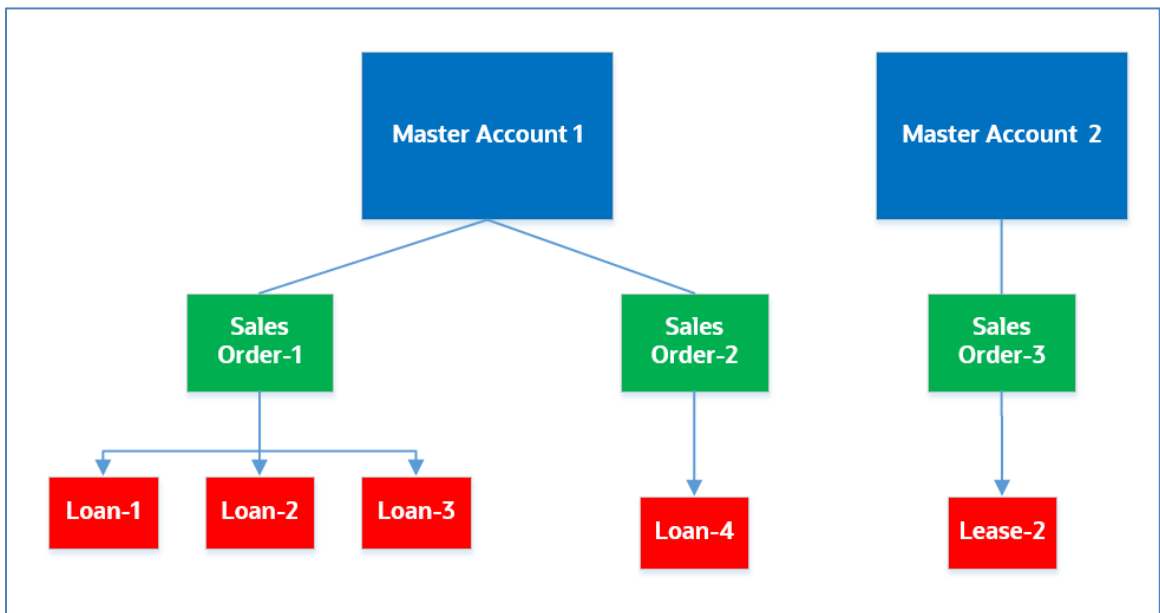 Master Account 1
Master Account 2
Sales
Order-1
Sales
Order-2
Sales
Order-3
Loan-1
Loan-2
Loan-3
Loan-4
Lease-2